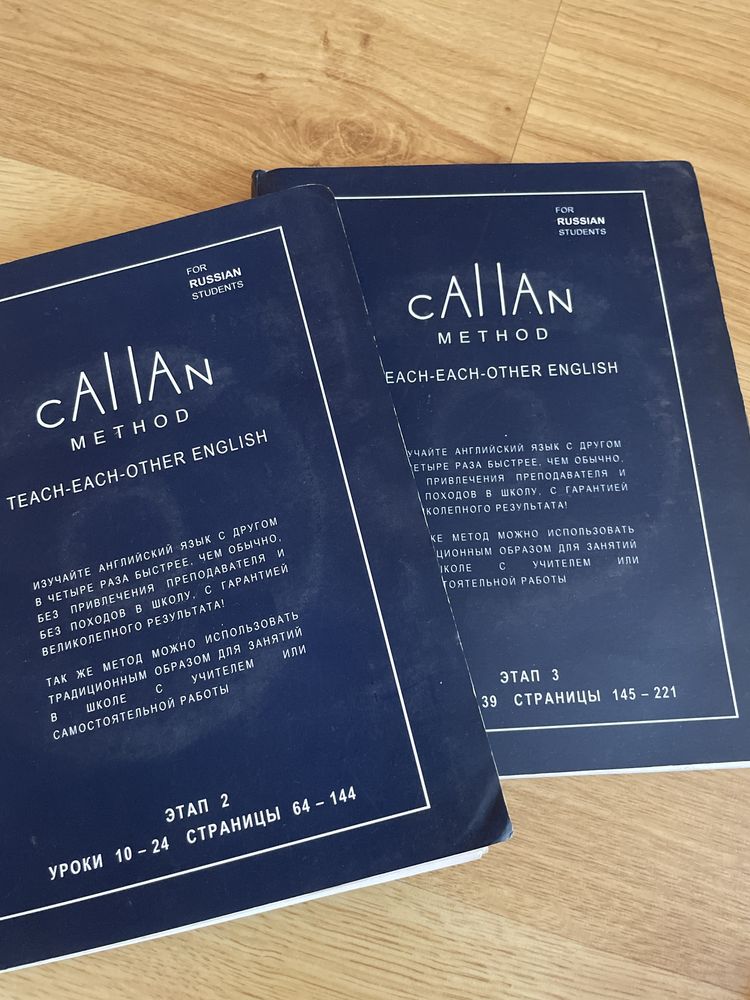 FOR
RUSSIAN
STUDENTS
CALLAN
METHOD
TEACH-EACH-OTHER ENGLISH
ИЗУЧАЙТЕ АНГЛИЙСКИЙ ЯЗЫК С ДРУГОМ
В ЧЕТЫРЕ РАЗА БЫСТРЕЕ, ЧЕМ ОБЫЧНО,
БЕЗ ПРИВЛЕЧЕНИЯ ПРЕПОДАВАТЕЛЯ И
БЕЗ ПОХОДОВ В ШКОЛУ, С ГАРАНТИЕЙ
ВЕЛИКОЛЕПНОГО РЕЗУЛЬТАТА!
ТАК ЖЕ МЕТОД МОЖНО ИСПОЛЬЗОВАТЬ
ТРАДИЦИОННЫМ ОБРАЗОМ ДЛЯ ЗАНЯТИЙ
В ШКОЛЕ С УЧИТЕЛЕМ ИЛИ
САМОСТОЯТЕЛЬНОЙ РАБОТЫ
ЭТАП 2
УРОКИ 10 – 24 СТРАНИЦЫ 64 – 144
FOR
RUSSIAN
STUDENTS
CALLAN
METHOD
EACH-EACH-OTHER ENGLISH
УЧАЙТЕ АНГЛИЙСКИЙ ЯЗЫК С ДРУГОМ
ЧЕТЫРЕ РАЗА БЫСТРЕЕ, ЧЕМ ОБЫЧНО,
ПРИВЛЕЧЕНИЯ ПРЕПОДАВАТЕЛЯ И
ПОХОДОВ В ШКОЛУ, С ГАРАНТИЕЙ
ИКОЛЕПНОГО РЕЗУЛЬТАТА!
ЖЕ МЕТОД МОЖНО ИСПОЛЬЗОВАТЬ
ДИЦИОННЫМ ОБРАЗОМ ДЛЯ ЗАНЯТИЙ
КОЛЕ С УЧИТЕЛЕМ ИЛИ
СТОЯТЕЛЬНОЙ РАБОТЫ
ЭТАП 3
39 СТРАНИЦЫ 145 – 221